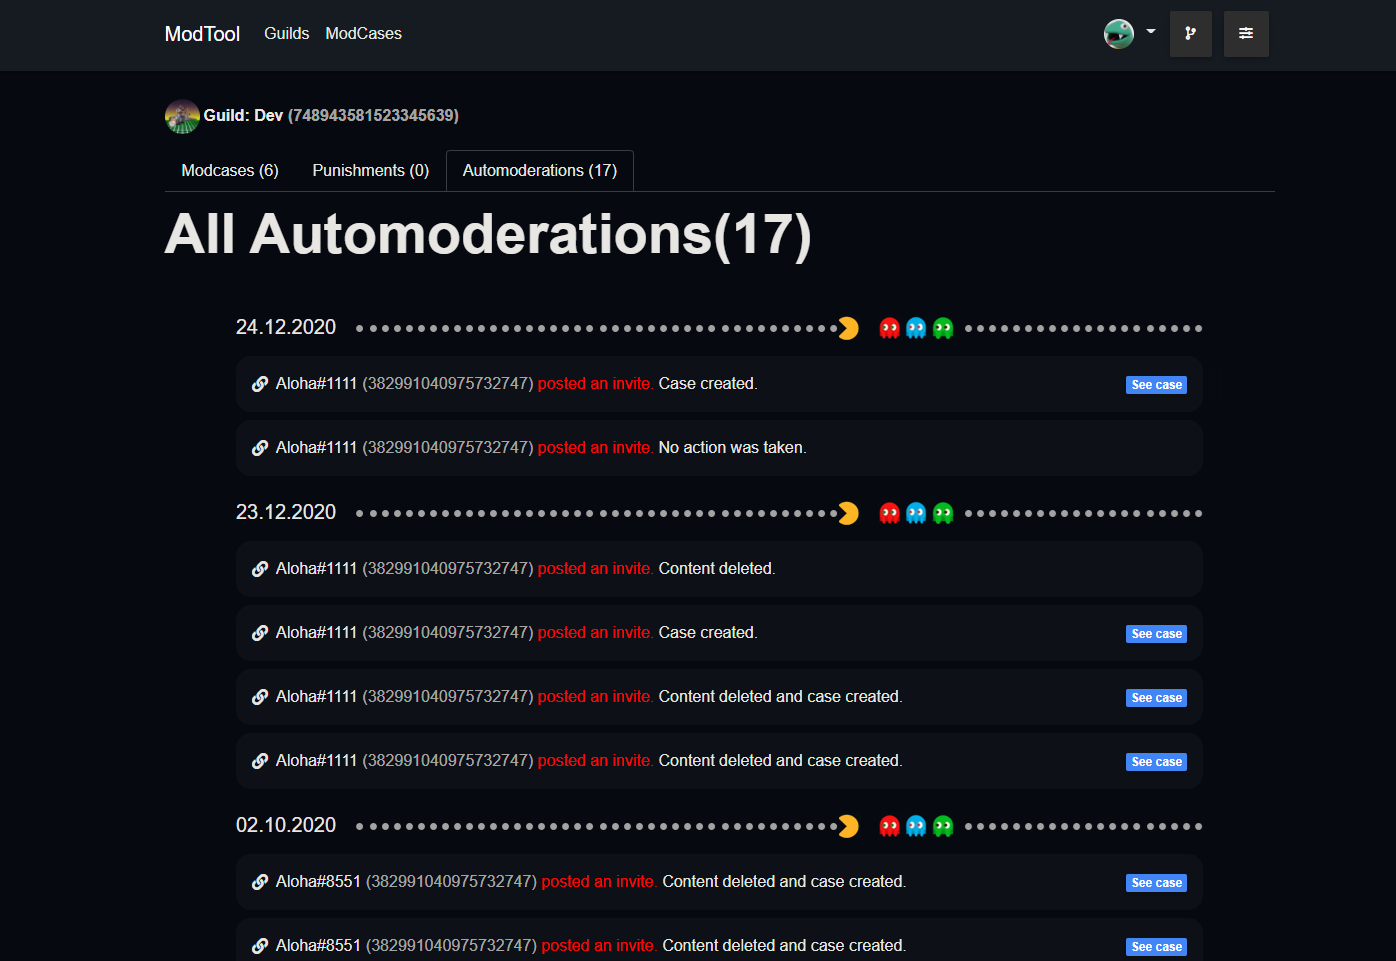 ModTool Guilds ModCases
Guild: Dev (748943581523345639)
Modcases (6) Punishments (0) Automoderations (17)
All Automoderations(17)
24.12.2020
Aloha#1111 (382991040975732747) posted an invite. Case created. See case
Aloha#1111 (382991040975732747) posted an invite. No action was taken.
23.12.2020
Aloha#1111 (382991040975732747) posted an invite. Content deleted.
Aloha#1111 (382991040975732747) posted an invite. Case created. See case
Aloha#1111 (382991040975732747) posted an invite. Content deleted and case created. See case
Aloha#1111 (382991040975732747) posted an invite. Content deleted and case created. See case
02.10.2020
Aloha#8551 (382991040975732747) posted an invite. Content deleted and case created. See case
Aloha#8551 (382991040975732747) posted an invite. Content deleted and case created. See case